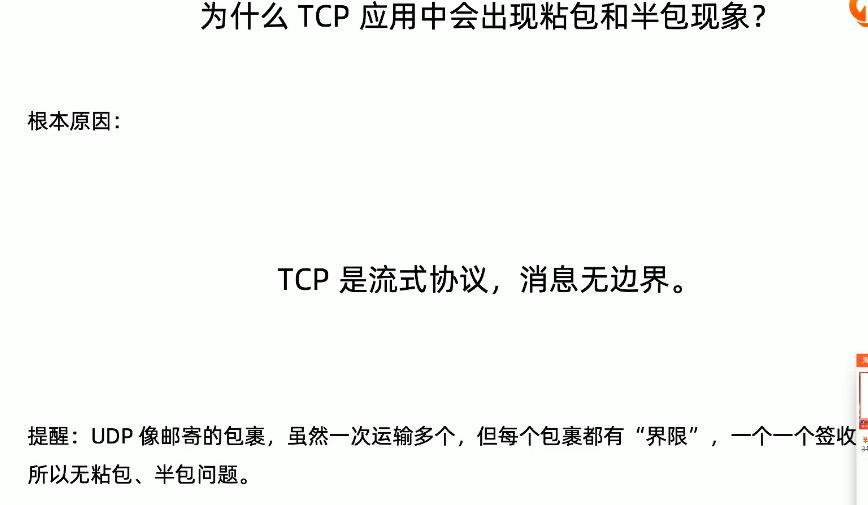 为什么 TCP 应用中会出现粘包和半包现象？
根本原因：
TCP 是流式协议，消息无边界。
提醒：UDP 像邮寄的包裹，虽然一次运输多个，但每个包裹都有“界限”，一个一个签收
所以无粘包、半包问题。